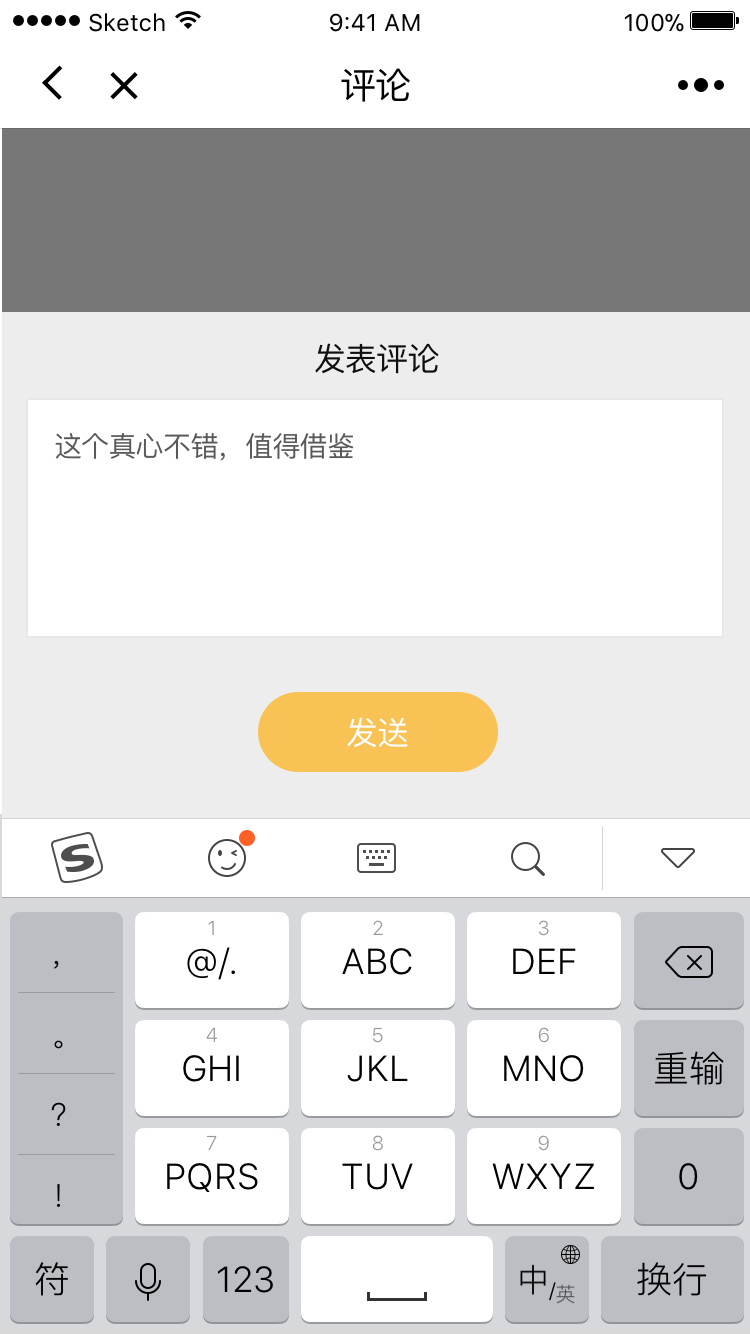 Sketch 9:41 AM 100%
评论
发表评论
这个真心不错，值得借鉴
发送
S
， 1 @/. 2 ABC 3 DEF
。 4 GHI 5 JKL 6 MNO 重输
? 7 PQRS 8 TUV 9 WXYZ 0
!
符 123 中/英 换行